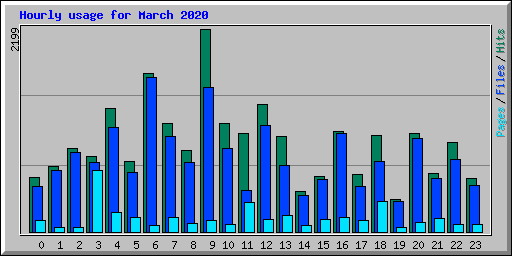 Hourly usage for March 2020
2199
Pages/Files/Hits
0 1 2 3 4 5 6 7 8 9 10 11 12 13 14 15 16 17 18 19 20 21 22 23